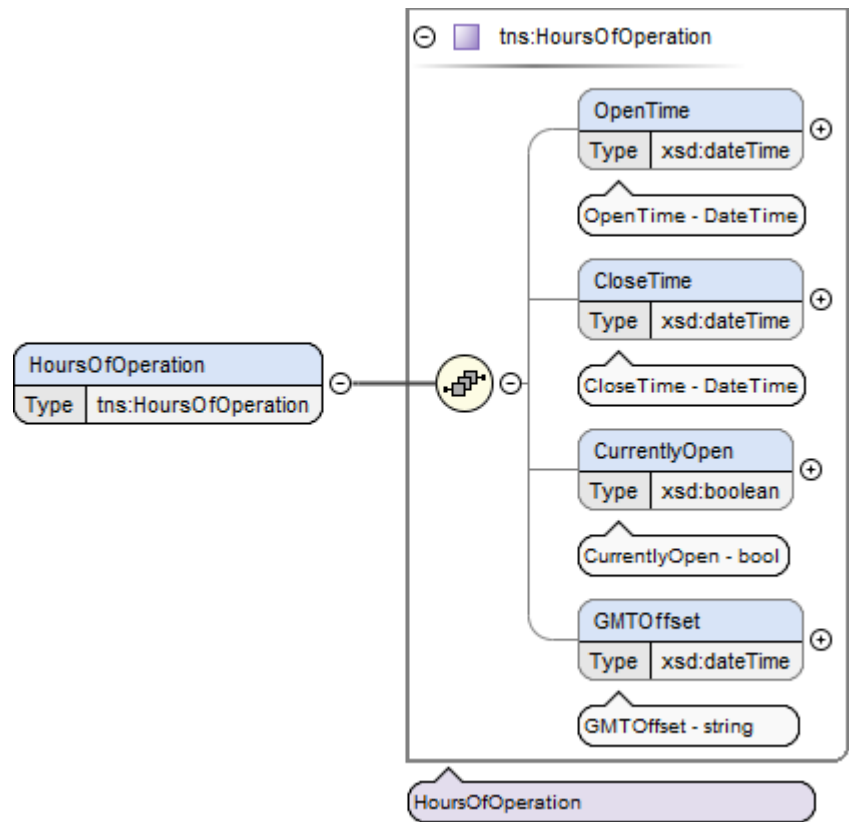 tns:HoursOfOperation
OpenTime
Type xsd:dateTime
OpenTime - DateTime
CloseTime
Type xsd:dateTime
CloseTime - DateTime
HoursOfOperation
Type tns:HoursOfOperation
CurrentlyOpen
Type xsd:boolean
CurrentlyOpen - bool
GMTOffset
Type xsd:dateTime
GMTOffset - string
HoursOfOperation